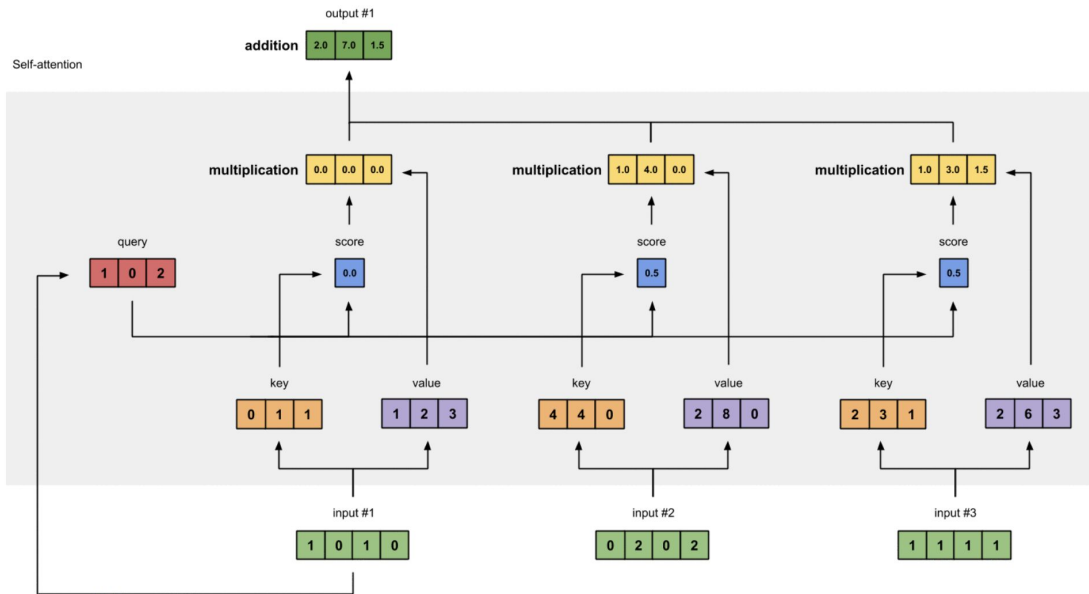 output #1
addition 2.0 7.0 1.5
Self-attention
multiplication 0.0 0.0 0.0 multiplication 1.0 4.0 0.0 multiplication 1.0 3.0 1.5
query score score score
1 0 2 0.0 0.5 0.5
key value key value key value
0 1 1 1 2 3 4 4 0 2 8 0 2 3 1 2 6 3
input #1 input #2 input #3
1 0 1 0 0 2 0 2 1 1 1 1